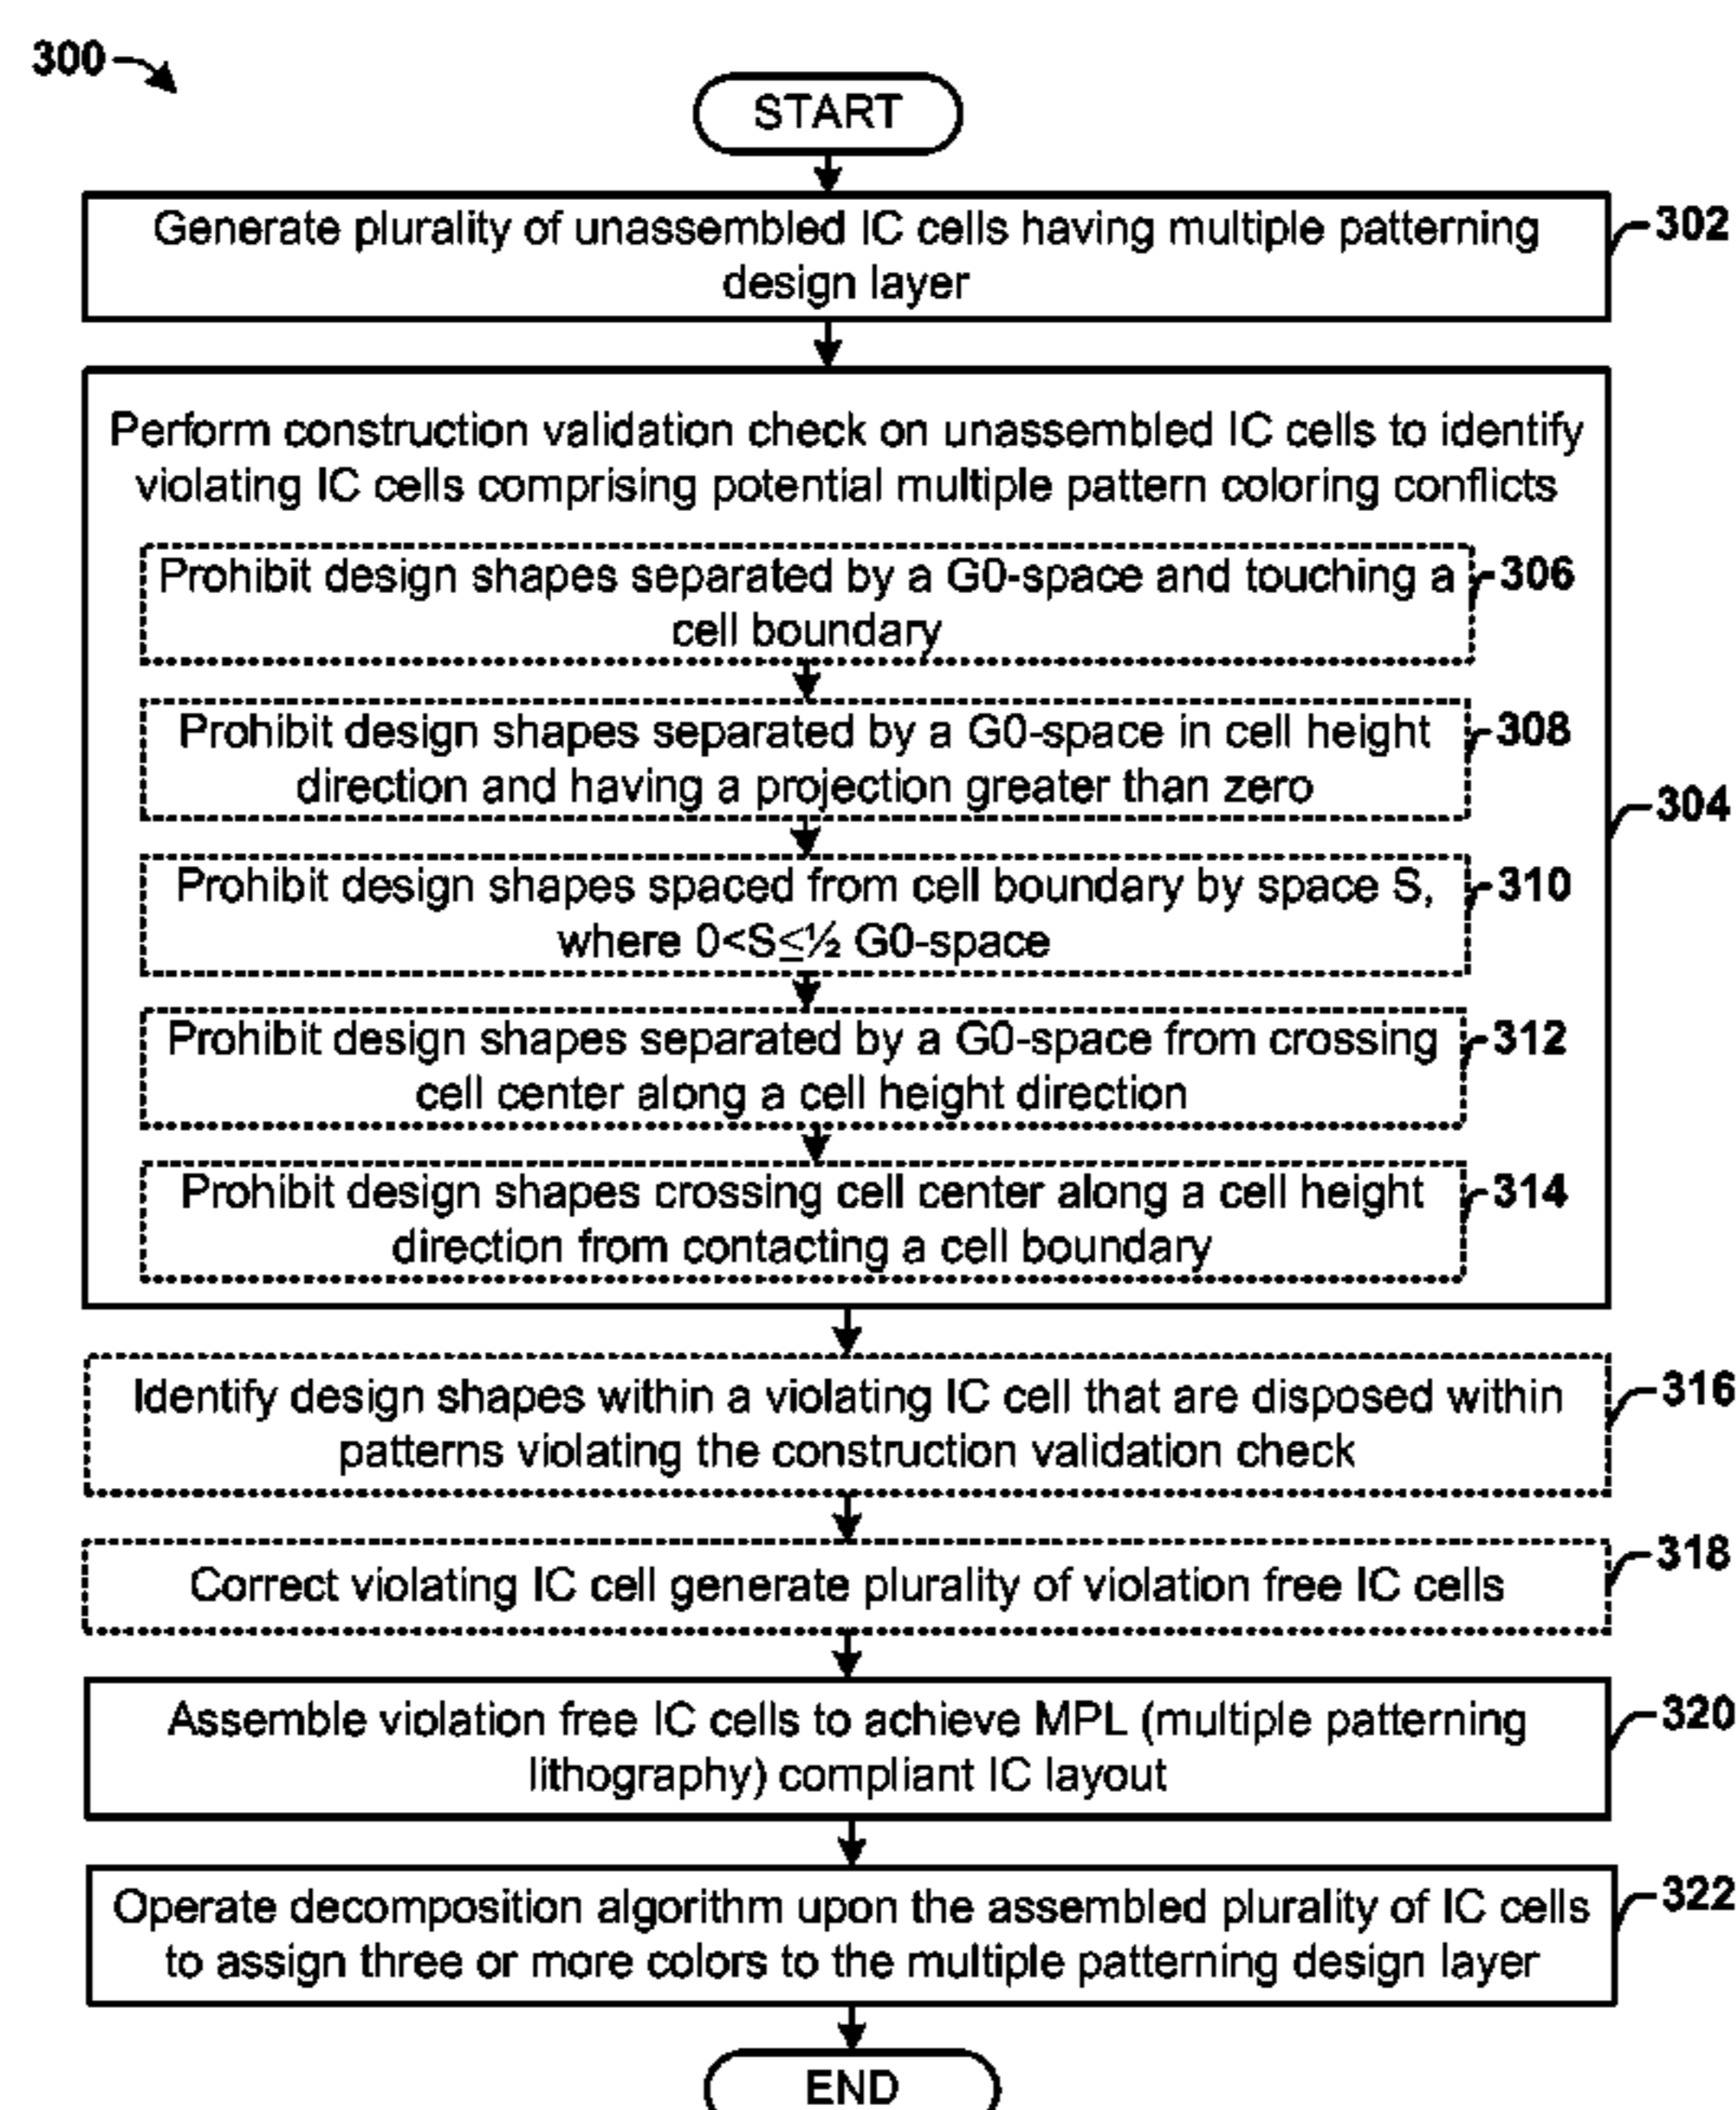 300
START
Generate plurality of unassembled IC cells having multiple patterning
design layer
302
Perform construction validation check on unassembled IC cells to identify
violating IC cells comprising potential multiple pattern coloring conflicts
304
Prohibit design shapes separated by a G0-space and touching a
cell boundary
306
Prohibit design shapes separated by a G0-space in cell height
direction and having a projection greater than zero
308
Prohibit design shapes spaced from cell boundary by space S,
where 0<S≤½ G0-space
310
Prohibit design shapes separated by a G0-space from crossing
cell center along a cell height direction
312
Prohibit design shapes crossing cell center along a cell height
direction from contacting a cell boundary
314
Identify design shapes within a violating IC cell that are disposed within
patterns violating the construction validation check
316
Correct violating IC cell generate plurality of violation free IC cells
318
Assemble violation free IC cells to achieve MPL (multiple patterning
lithography) compliant IC layout
320
Operate decomposition algorithm upon the assembled plurality of IC cells
to assign three or more colors to the multiple patterning design layer
322
END